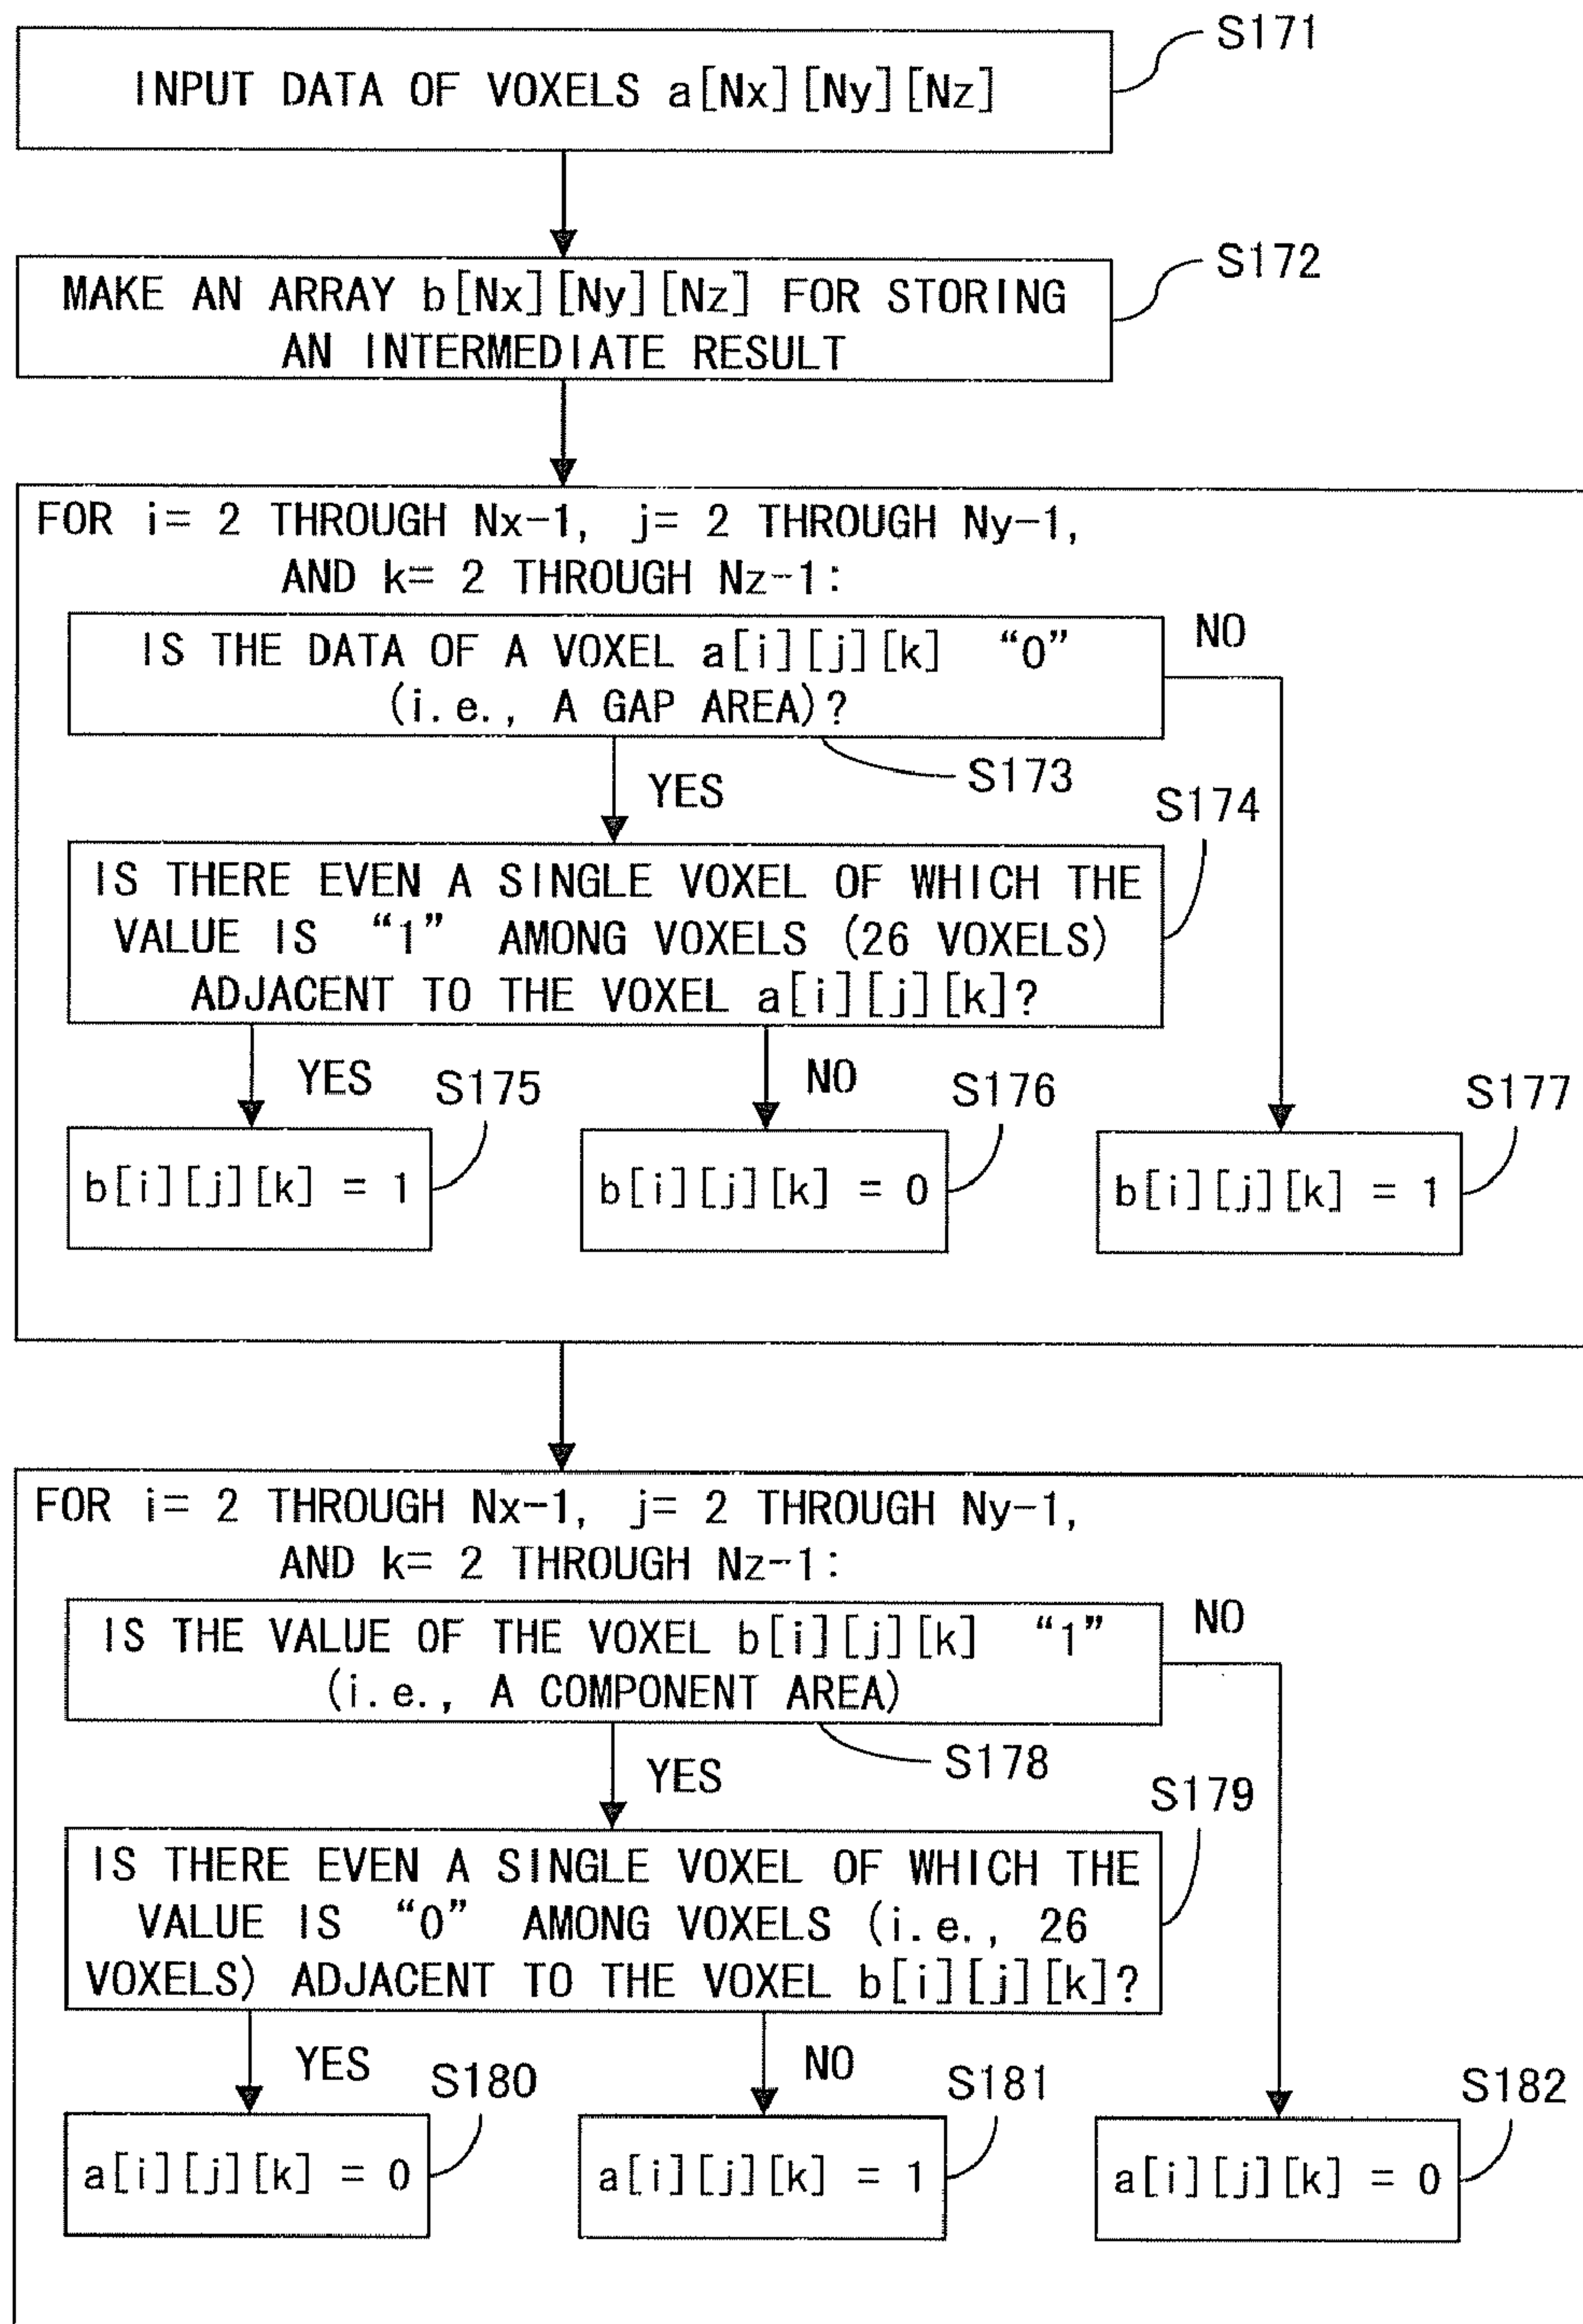 S171
INPUT DATA OF VOXELS a[Nx][Ny][Nz]
S172
MAKE AN ARRAY b[Nx][Ny][Nz] FOR STORING
AN INTERMEDIATE RESULT
FOR i= 2 THROUGH Nx-1, j= 2 THROUGH Ny-1,
AND k= 2 THROUGH Nz-1:
IS THE DATA OF A VOXEL a[i][j][k] “0”
(i.e., A GAP AREA)?
NO
S173
YES
S174
IS THERE EVEN A SINGLE VOXEL OF WHICH THE
VALUE IS “1” AMONG VOXELS (26 VOXELS)
ADJACENT TO THE VOXEL a[i][j][k]?
YES
S175
NO
S176
S177
b[i][j][k] = 1
b[i][j][k] = 0
b[i][j][k] = 1
FOR i= 2 THROUGH Nx-1, j= 2 THROUGH Ny-1,
AND k= 2 THROUGH Nz-1:
IS THE VALUE OF THE VOXEL b[i][j][k] “1”
(i.e., A COMPONENT AREA)
NO
S178
YES
S179
IS THERE EVEN A SINGLE VOXEL OF WHICH THE
VALUE IS “0” AMONG VOXELS (i.e., 26
VOXELS) ADJACENT TO THE VOXEL b[i][j][k]?
YES
S180
NO
S181
S182
a[i][j][k] = 0
a[i][j][k] = 1
a[i][j][k] = 0